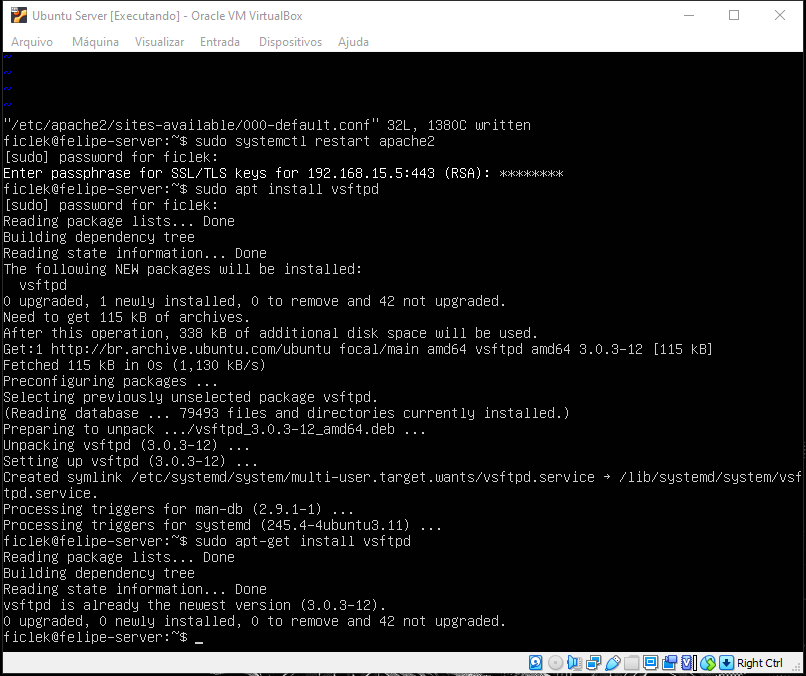 Ubuntu Server [Executando] - Oracle VM VirtualBox
Arquivo Máquina Visualizar Entrada Dispositivos Ajuda
~
~
~
~
"/etc/apache2/sites-available/000-default.conf" 32L, 1380C written
ficlek@felipe-server:~$ sudo systemctl restart apache2
[sudo] password for ficlek:
Enter passphrase for SSL/TLS keys for 192.168.15.5:443 (RSA): ********
ficlek@felipe-server:~$ sudo apt install vsftpd
[sudo] password for ficlek:
Reading package lists... Done
Building dependency tree
Reading state information... Done
The following NEW packages will be installed:
  vsftpd
0 upgraded, 1 newly installed, 0 to remove and 42 not upgraded.
Need to get 115 kB of archives.
After this operation, 338 kB of additional disk space will be used.
Get:1 http://br.archive.ubuntu.com/ubuntu focal/main amd64 vsftpd amd64 3.0.3-12 [115 kB]
Fetched 115 kB in 0s (1,130 kB/s)
Preconfiguring packages ...
Selecting previously unselected package vsftpd.
(Reading database ... 79493 files and directories currently installed.)
Preparing to unpack .../vsftpd_3.0.3-12_amd64.deb ...
Unpacking vsftpd (3.0.3-12) ...
Setting up vsftpd (3.0.3-12) ...
Created symlink /etc/systemd/system/multi-user.target.wants/vsftpd.service → /lib/systemd/system/vsf
tpd.service.
Processing triggers for man-db (2.9.1-1) ...
Processing triggers for systemd (245.4-4ubuntu3.11) ...
ficlek@felipe-server:~$ sudo apt-get install vsftpd
Reading package lists... Done
Building dependency tree
Reading state information... Done
vsftpd is already the newest version (3.0.3-12).
0 upgraded, 0 newly installed, 0 to remove and 42 not upgraded.
ficlek@felipe-server:~$ _
Right Ctrl